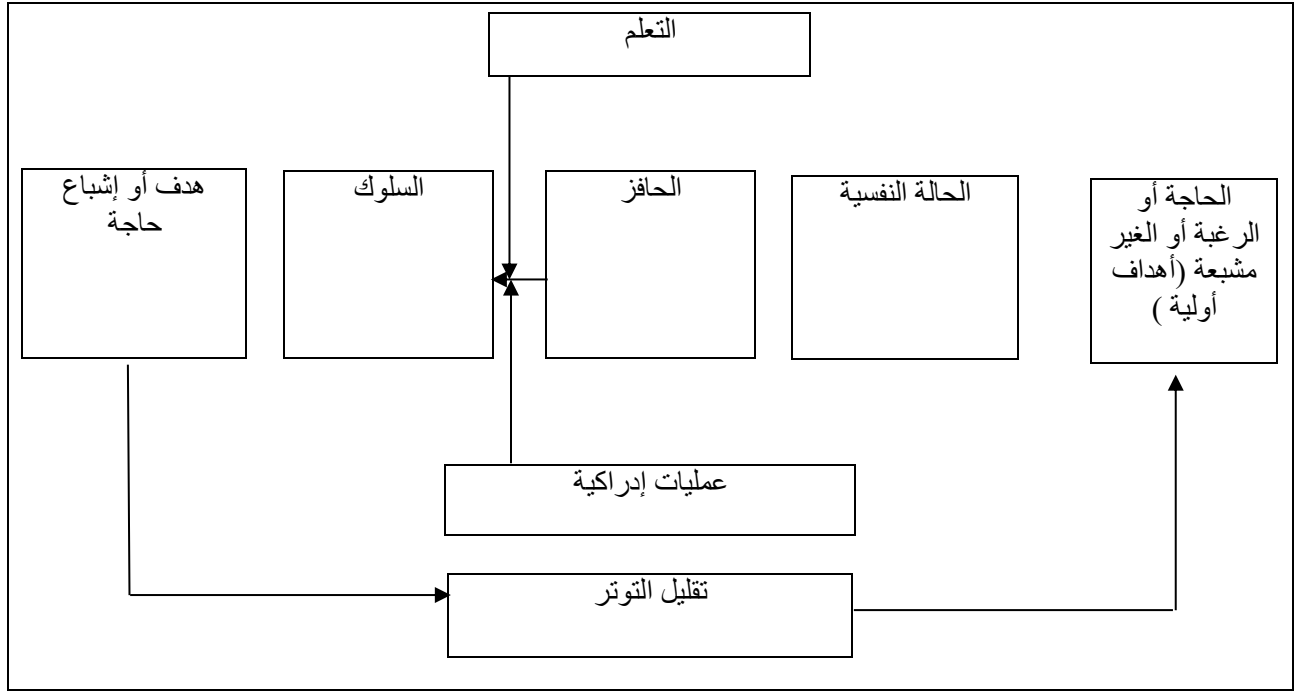 التعلم
الحاجة أو
الرغبة أو الغير
مشبعة (أهداف
أولية )
الحالة النفسية
الحافز
السلوك
هدف أو إشباع
حاجة
عمليات إدراكية
تقليل التوتر